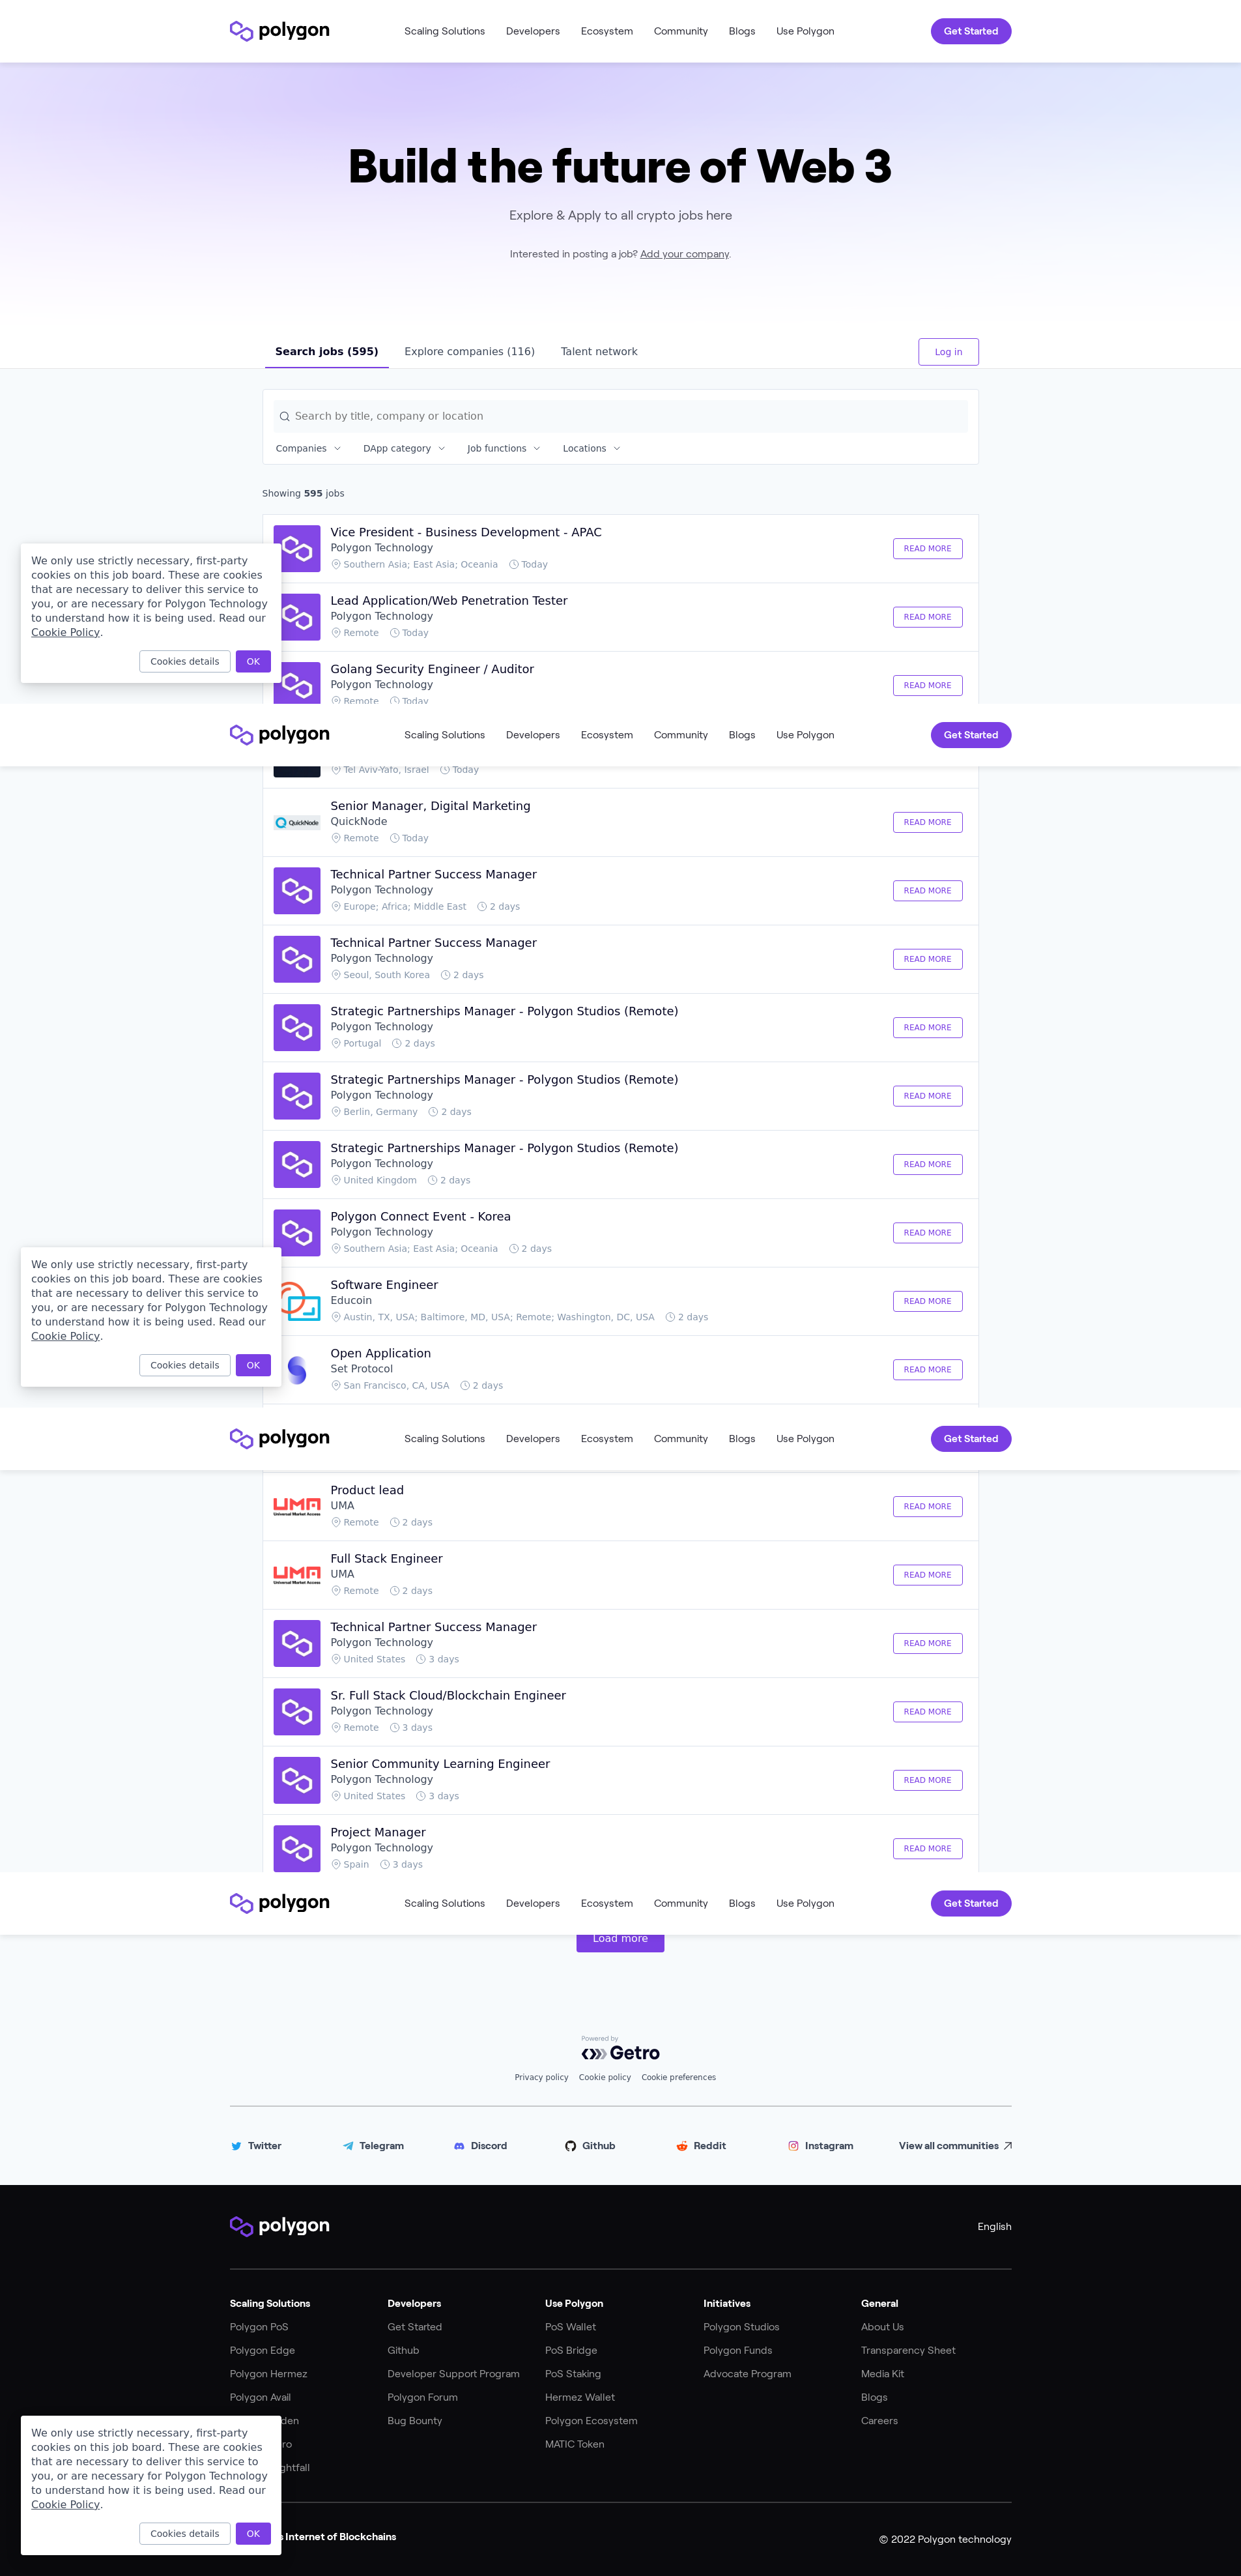 polygon
Scaling Solutions Developers Ecosystem Community Blogs Use Polygon Get Started
Build the future of Web 3
Explore & Apply to all crypto jobs here
Interested in posting a job? Add your company.
Search jobs (595) Explore companies (116) Talent network Log in
Search by title, company or location
Companies DApp category Job functions Locations
Showing 595 jobs
Vice President - Business Development - APAC
Polygon Technology
Southern Asia; East Asia; Oceania Today
READ MORE
Lead Application/Web Penetration Tester
Polygon Technology
Remote Today
READ MORE
Golang Security Engineer / Auditor
Polygon Technology
Remote Today
READ MORE
We only use strictly necessary, first-party
cookies on this job board. These are cookies
that are necessary to deliver this service to
you, or are necessary for Polygon Technology
to understand how it is being used. Read our
Cookie Policy.
Cookies details OK
polygon
Scaling Solutions Developers Ecosystem Community Blogs Use Polygon Get Started
Tel Aviv-Yafo, Israel Today
QuickNode
Senior Manager, Digital Marketing
QuickNode
Remote Today
READ MORE
Technical Partner Success Manager
Polygon Technology
Europe; Africa; Middle East 2 days
READ MORE
Technical Partner Success Manager
Polygon Technology
Seoul, South Korea 2 days
READ MORE
Strategic Partnerships Manager - Polygon Studios (Remote)
Polygon Technology
Portugal 2 days
READ MORE
Strategic Partnerships Manager - Polygon Studios (Remote)
Polygon Technology
Berlin, Germany 2 days
READ MORE
Strategic Partnerships Manager - Polygon Studios (Remote)
Polygon Technology
United Kingdom 2 days
READ MORE
Polygon Connect Event - Korea
Polygon Technology
Southern Asia; East Asia; Oceania 2 days
READ MORE
Software Engineer
Educoin
Austin, TX, USA; Baltimore, MD, USA; Remote; Washington, DC, USA 2 days
READ MORE
Open Application
Set Protocol
San Francisco, CA, USA 2 days
READ MORE
We only use strictly necessary, first-party
cookies on this job board. These are cookies
that are necessary to deliver this service to
you, or are necessary for Polygon Technology
to understand how it is being used. Read our
Cookie Policy.
Cookies details OK
polygon
Scaling Solutions Developers Ecosystem Community Blogs Use Polygon Get Started
UMA
Universal Market Access
Product lead
UMA
Remote 2 days
READ MORE
UMA
Universal Market Access
Full Stack Engineer
UMA
Remote 2 days
READ MORE
Technical Partner Success Manager
Polygon Technology
United States 3 days
READ MORE
Sr. Full Stack Cloud/Blockchain Engineer
Polygon Technology
Remote 3 days
READ MORE
Senior Community Learning Engineer
Polygon Technology
United States 3 days
READ MORE
Project Manager
Polygon Technology
Spain 3 days
READ MORE
polygon
Scaling Solutions Developers Ecosystem Community Blogs Use Polygon Get Started
Load more
Powered by
Getro
Privacy policy Cookie policy Cookie preferences
Twitter Telegram Discord Github Reddit Instagram View all communities
polygon
English
Scaling Solutions
Polygon PoS
Polygon Edge
Polygon Hermez
Polygon Avail
Developers
Get Started
Github
Developer Support Program
Polygon Forum
Bug Bounty
Use Polygon
PoS Wallet
PoS Bridge
PoS Staking
Hermez Wallet
Polygon Ecosystem
MATIC Token
Initiatives
Polygon Studios
Polygon Funds
Advocate Program
General
About Us
Transparency Sheet
Media Kit
Blogs
Careers
We only use strictly necessary, first-party
cookies on this job board. These are cookies
that are necessary to deliver this service to
you, or are necessary for Polygon Technology
to understand how it is being used. Read our
Cookie Policy.
Cookies details OK
Internet of Blockchains
© 2022 Polygon technology